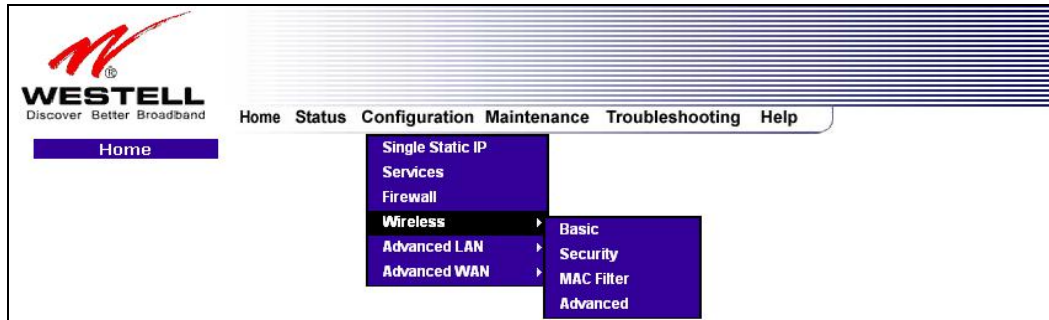 ®
WESTELL
Discover Better Broadband
Home Status Configuration Maintenance Troubleshooting Help
Home
Single Static IP
Services
Firewall
Wireless
Advanced LAN
Advanced WAN
Basic
Security
MAC Filter
Advanced